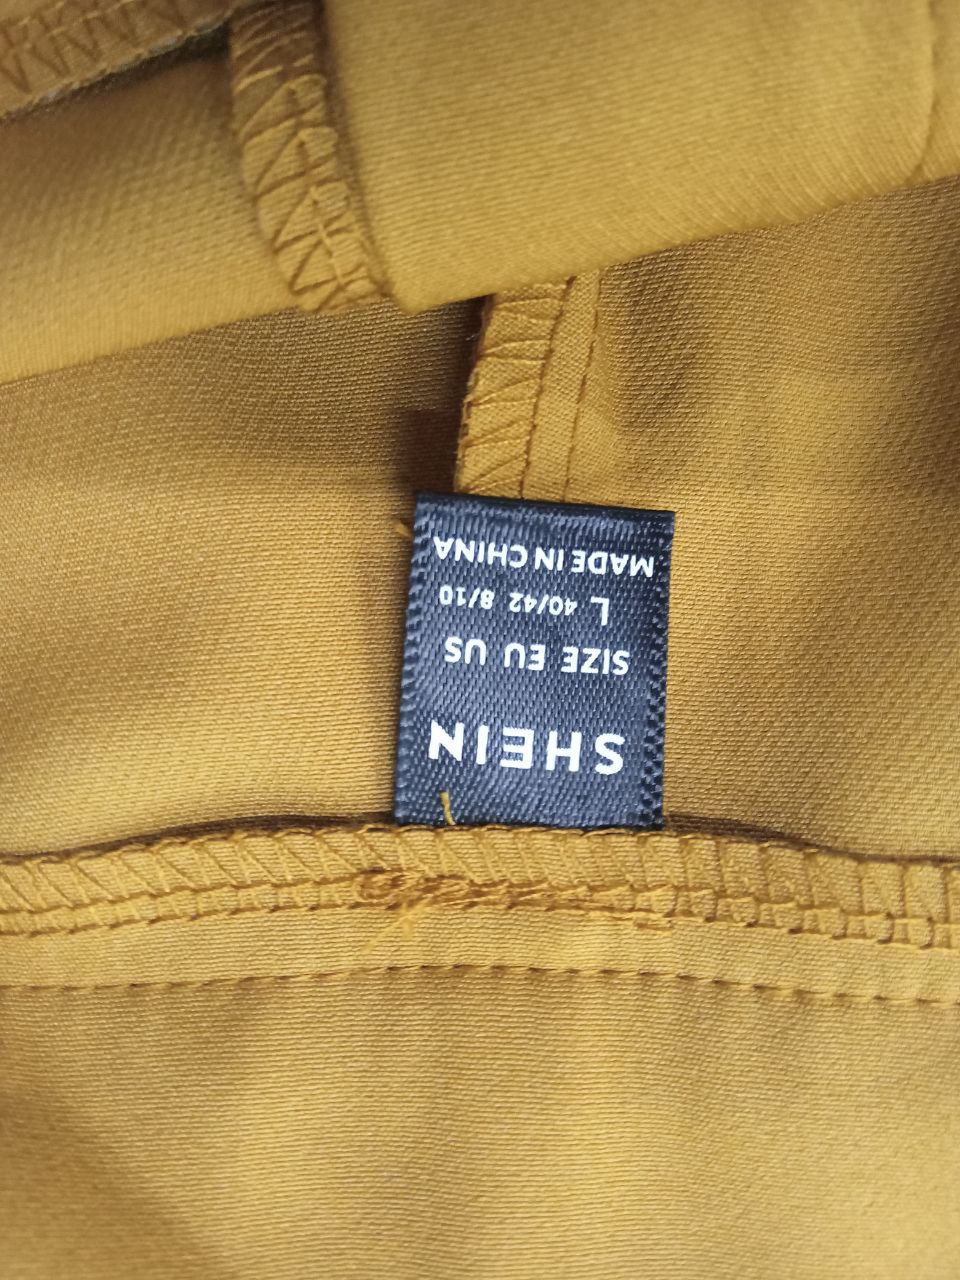 SHEIN
SIZE EU US
L 40/42 8/10
MADE IN CHINA